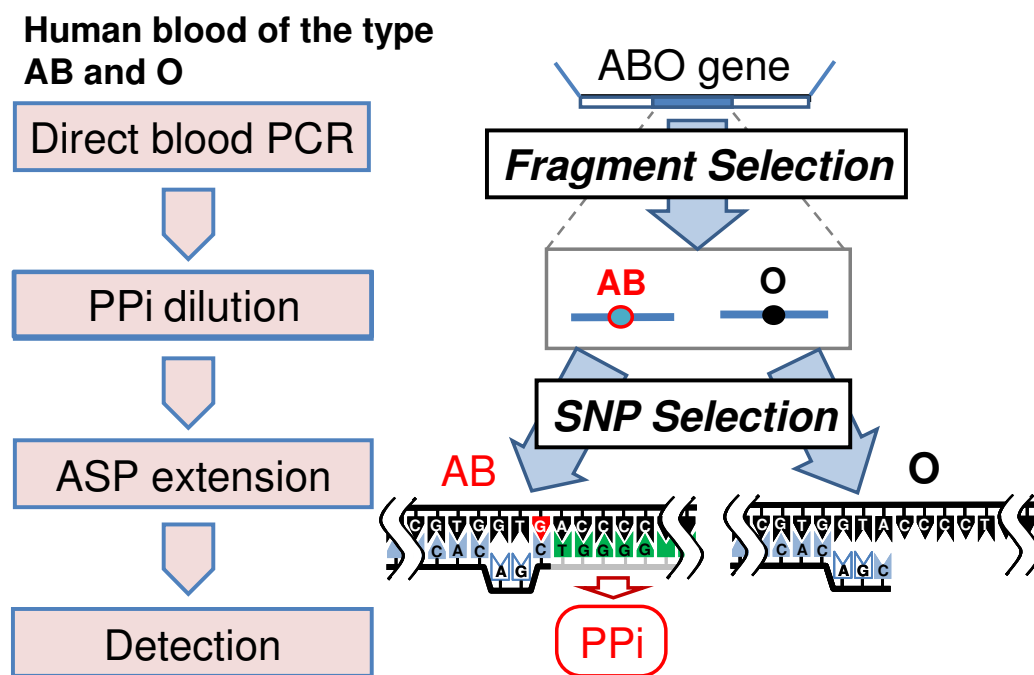 Human blood of the type
AB and O
Direct blood PCR
PPi dilution
ASP extension
Detection
ABO gene
Fragment Selection
AB
O
SNP Selection
AB
O
CGTGGTGACCCC
CAC
AG
CTGGGG
PPi
CGTGGTACCCCT
CAC
AGC